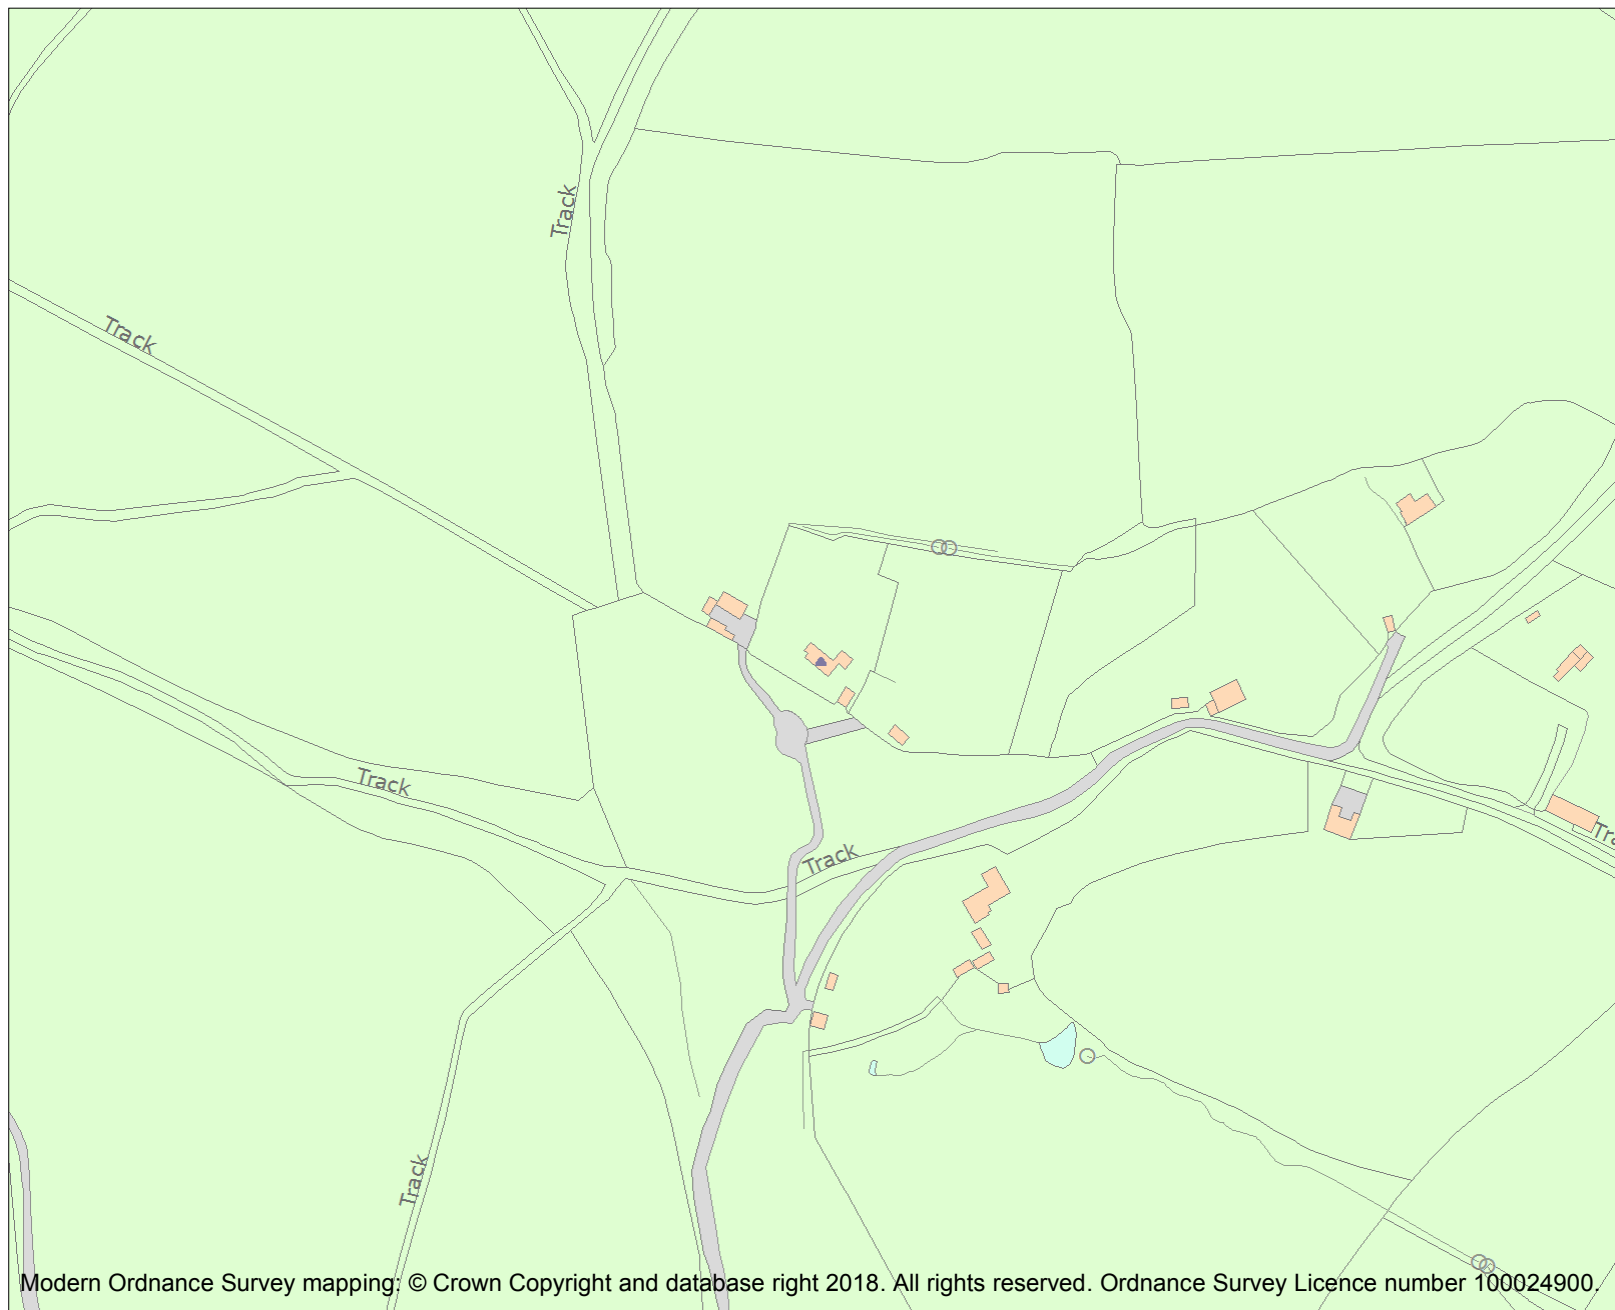 Track
Track
Track
Track
Tra
Track
Modern Ordnance Survey mapping: © Crown Copyright and database right 2018. All rights reserved. Ordnance Survey Licence number 100024900.